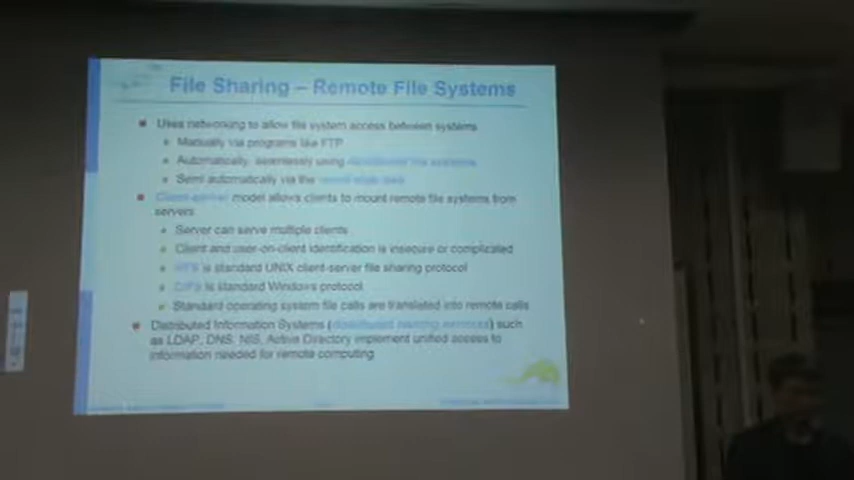 File Sharing – Remote File Systems
Uses networking to allow file system access between systems
Manually via programs like FTP
Automatically, seamlessly using distributed file systems
Semi automatically via the world wide web
Client-server model allows clients to mount remote file systems from
servers
Server can serve multiple clients
Client and user-on-client identification is insecure or complicated
NFS is standard UNIX client-server file sharing protocol
CIFS is standard Windows protocol
Standard operating system file calls are translated into remote calls
Distributed Information Systems (distributed naming services) such
as LDAP, DNS, NIS, Active Directory implement unified access to
information needed for remote computing